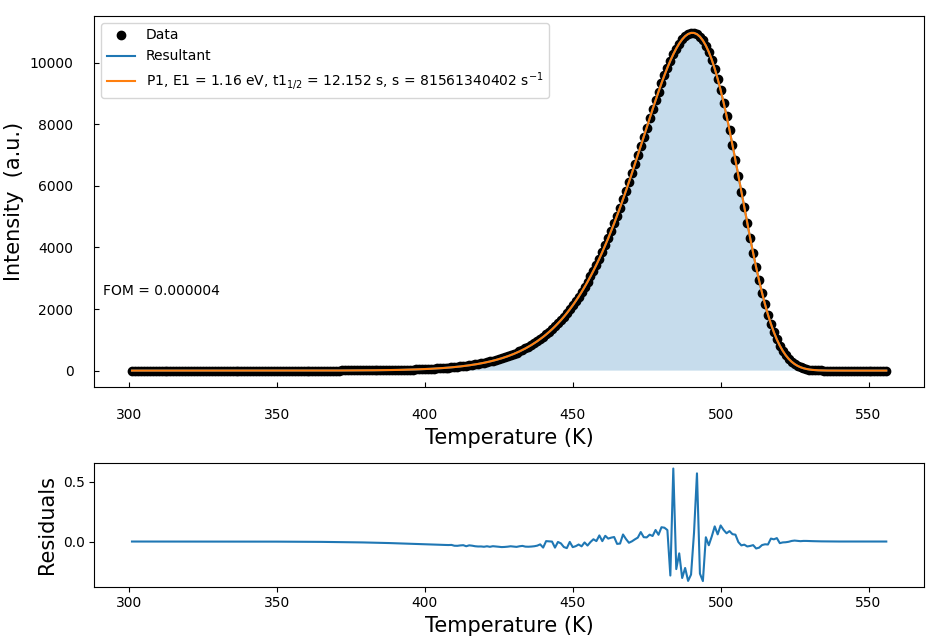 Intensity (a.u.)
10000
8000
6000
4000
2000
0
Data
Resultant
P1, E1 = 1.16 eV, t1₁/₂ = 12.152 s, s = 81561340402 s⁻¹
FOM = 0.000004
300 350 400 450 500 550
Temperature (K)
Residuals
0.5
0.0
300 350 400 450 500 550
Temperature (K)